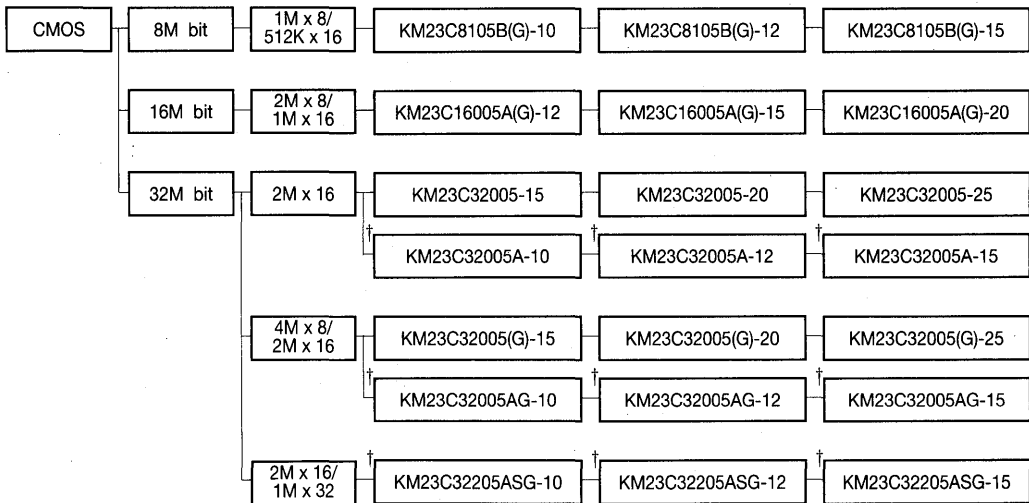 CMOS
8M bit
1M x 8/
512K x 16
KM23C8105B(G)-10
KM23C8105B(G)-12
KM23C8105B(G)-15
16M bit
2M x 8/
1M x 16
KM23C16005A(G)-12
KM23C16005A(G)-15
KM23C16005A(G)-20
32M bit
2M x 16
KM23C32005-15
KM23C32005-20
KM23C32005-25
† KM23C32005A-10
† KM23C32005A-12
† KM23C32005A-15
4M x 8/
2M x 16
KM23C32005(G)-15
KM23C32005(G)-20
KM23C32005(G)-25
† KM23C32005AG-10
† KM23C32005AG-12
† KM23C32005AG-15
2M x 16/
1M x 32
† KM23C32205ASG-10
† KM23C32205ASG-12
† KM23C32205ASG-15